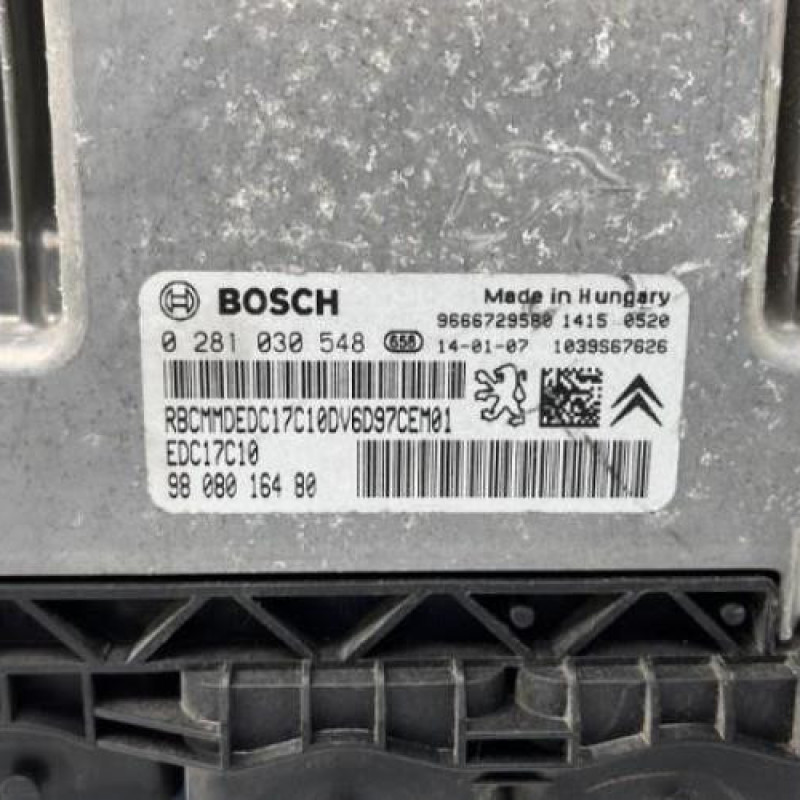 BOSCH
Made in Hungary
9666729580 1415 0520
0 281 030 548 656 14-01-07 1039S67626
RBCMMDEDC17C10DV6D97CEM01
EDC17C10
98 080 164 80